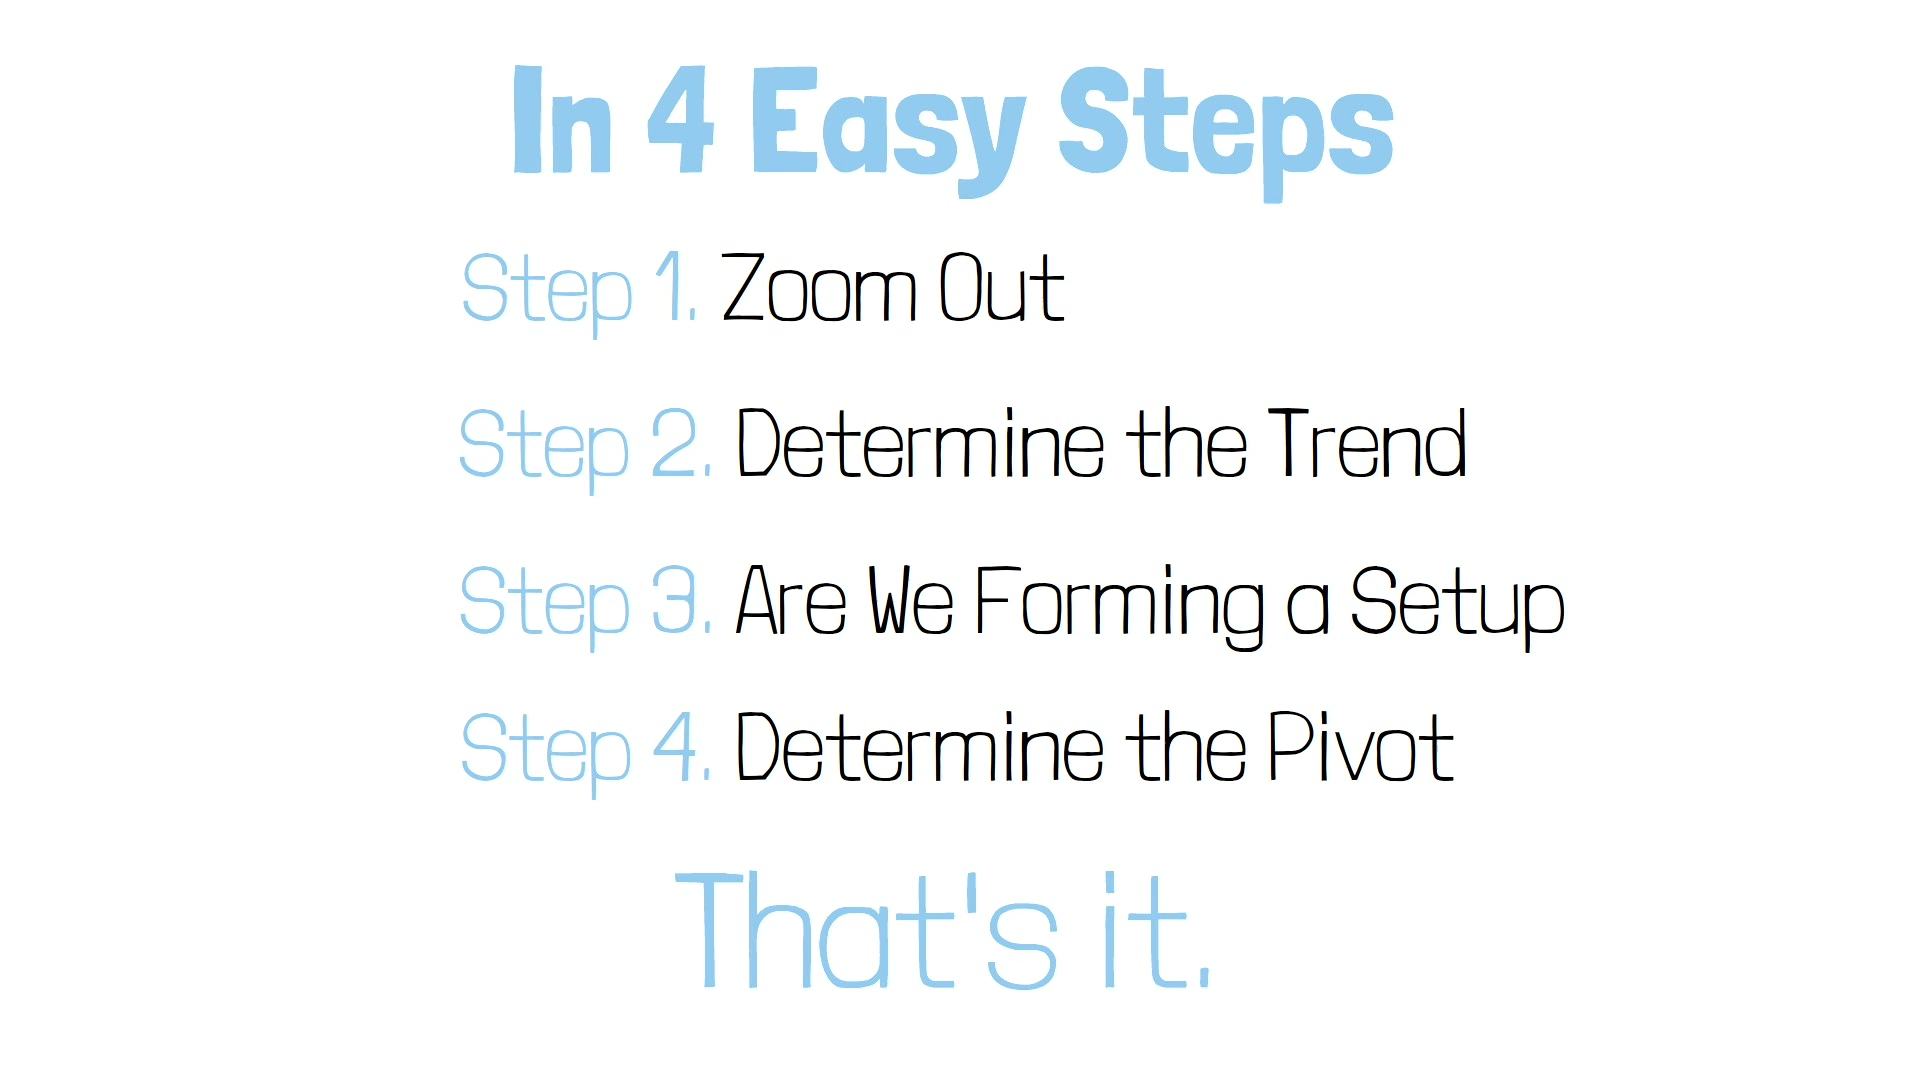 In 4 Easy Steps
Step 1. Zoom Out
Step 2. Determine the Trend
Step 3. Are We Forming a Setup
Step 4. Determine the Pivot
That's it.